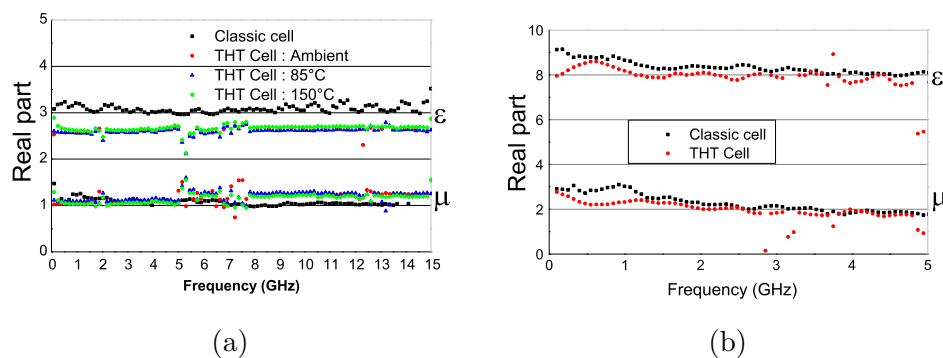 5
4
3
2
1
0
Real part
Classic cell
THT Cell : Ambient
THT Cell : 85°C
THT Cell : 150°C
ε
μ
0 1 2 3 4 5 6 7 8 9 10 11 12 13 14 15
Frequency (GHz)
(a)
10
8
6
4
2
0
Real part
Classic cell
THT Cell
ε
μ
0 1 2 3 4 5
Frequency (GHz)
(b)